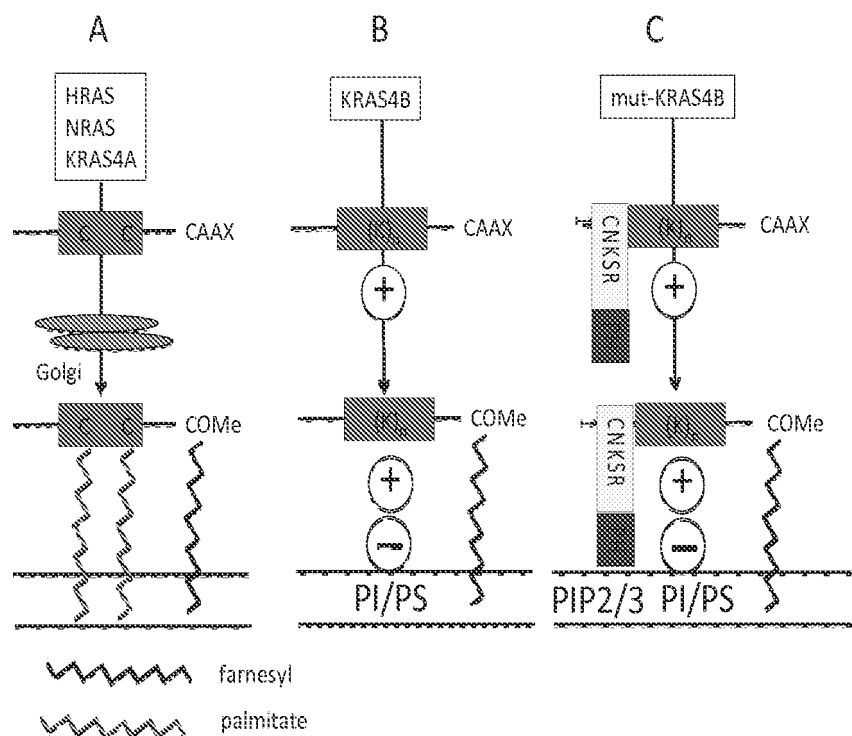 A
B
C
HRAS
NRAS
KRAS4A
KRAS4B
mut-KRAS4B
C C
CAAX
[K]n
CAAX
CNKSR
[K]n
CAAX
+
+
Golgi
C C
COMe
[K]n
COMe
CNKSR
[K]n
COMe
+
+
PI/PS
PIP2/3
PI/PS
farnesyl
palmitate